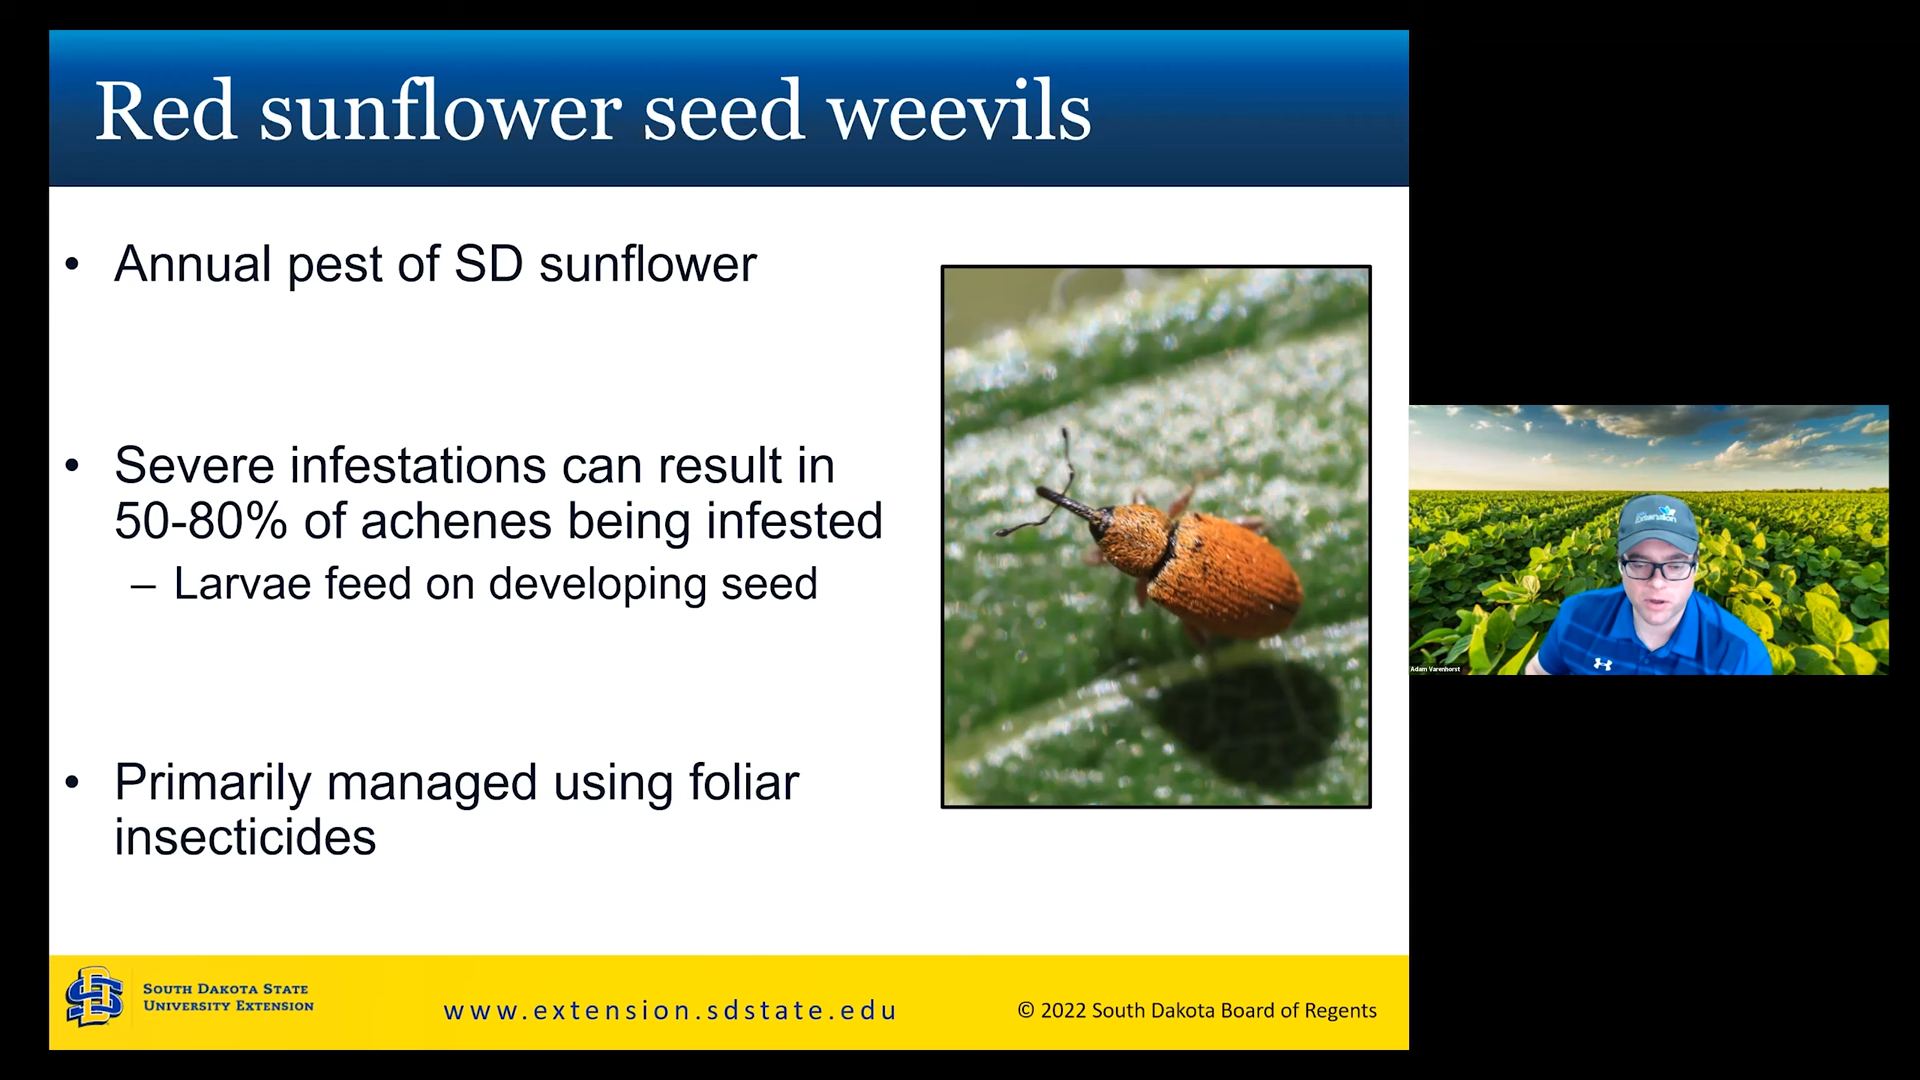 Red sunflower seed weevils
• Annual pest of SD sunflower
• Severe infestations can result in
50-80% of achenes being infested
– Larvae feed on developing seed
• Primarily managed using foliar
insecticides
Extension
Adam Varenhorst
SOUTH DAKOTA STATE
UNIVERSITY EXTENSION
www.extension.sdstate.edu
© 2022 South Dakota Board of Regents